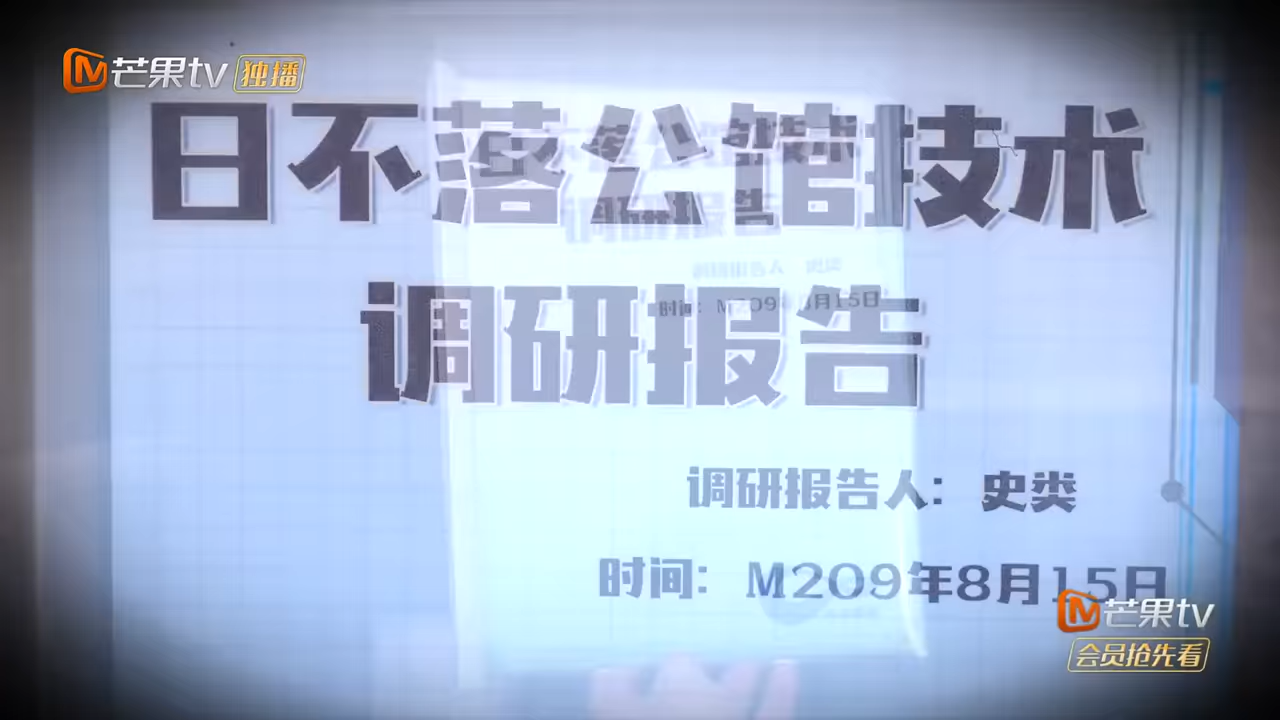 芒果tv 独播
日不落公馆技术
调研报告
调研报告人：史类
时间：M209年8月15日
芒果tv
会员抢先看